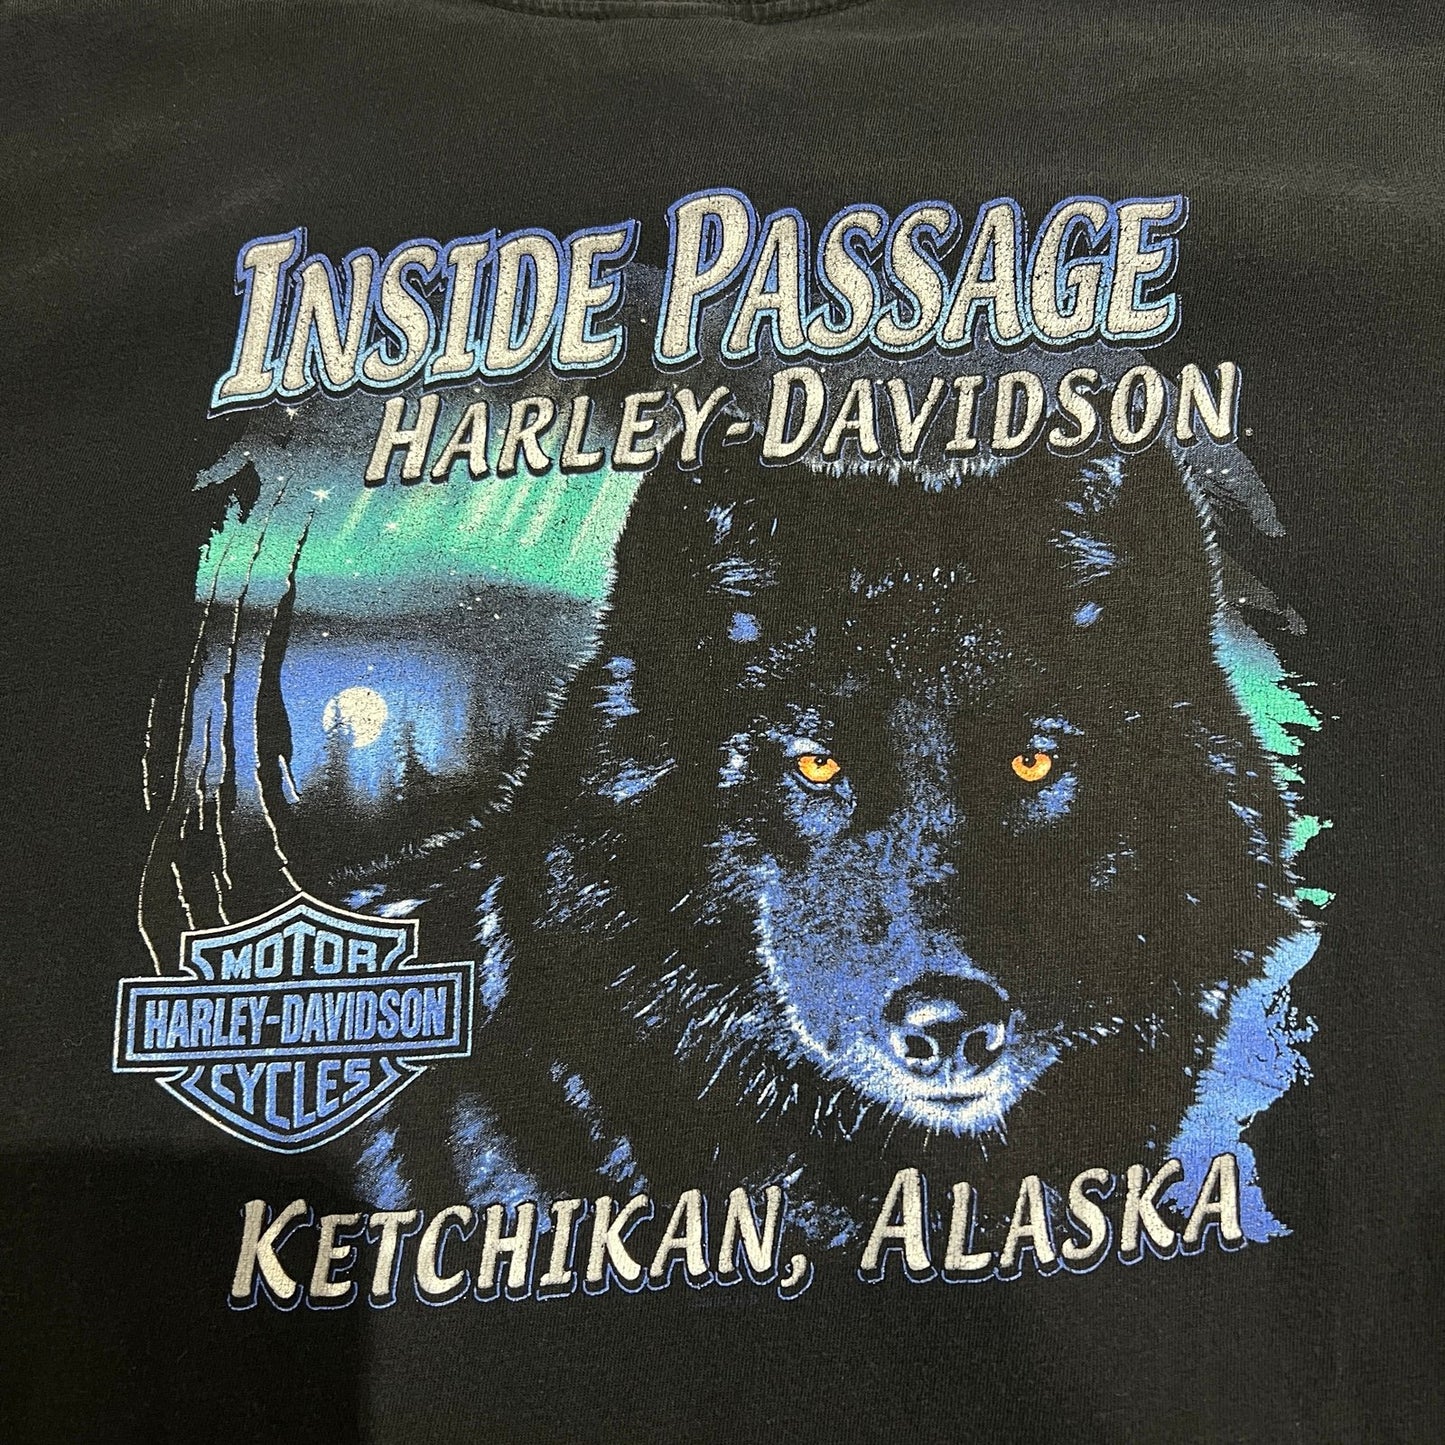 INSIDE PASSAGE
HARLEY-DAVIDSON
MOTOR
HARLEY-DAVIDSON
CYCLES
KETCHIKAN, ALASKA